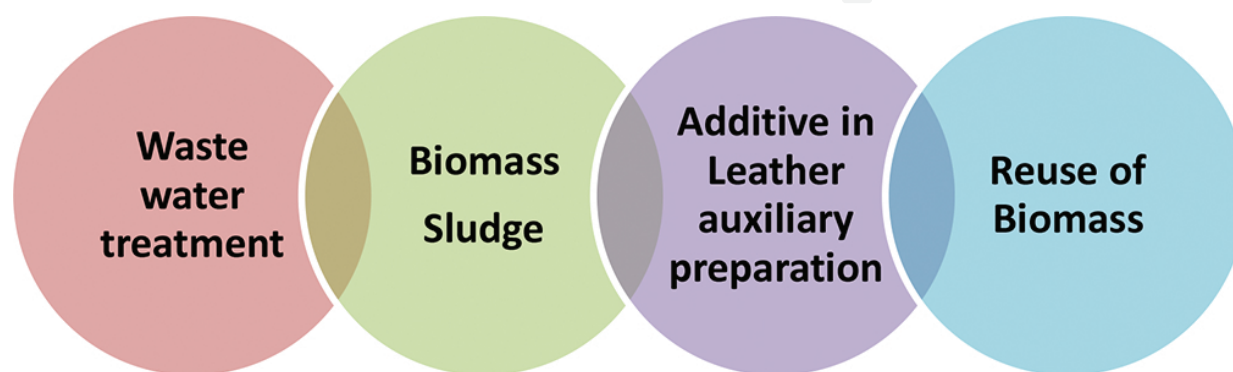 Waste
water
treatment
Biomass
Sludge
Additive in
Leather
auxiliary
preparation
Reuse of
Biomass